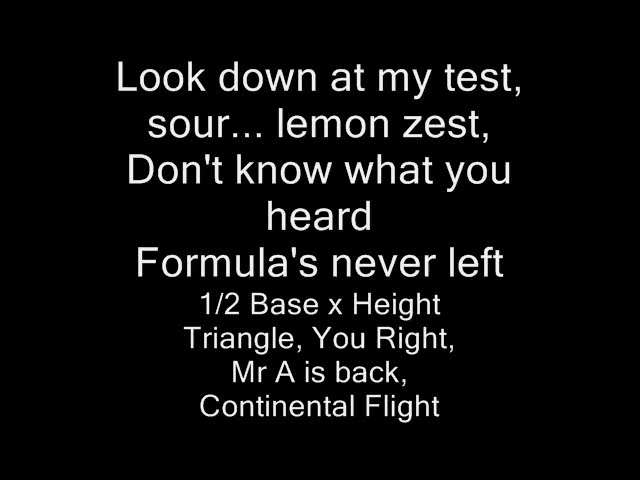 Look down at my test,
sour... lemon zest,
Don't know what you
heard
Formula's never left
1/2 Base x Height
Triangle, You Right,
Mr A is back,
Continental Flight